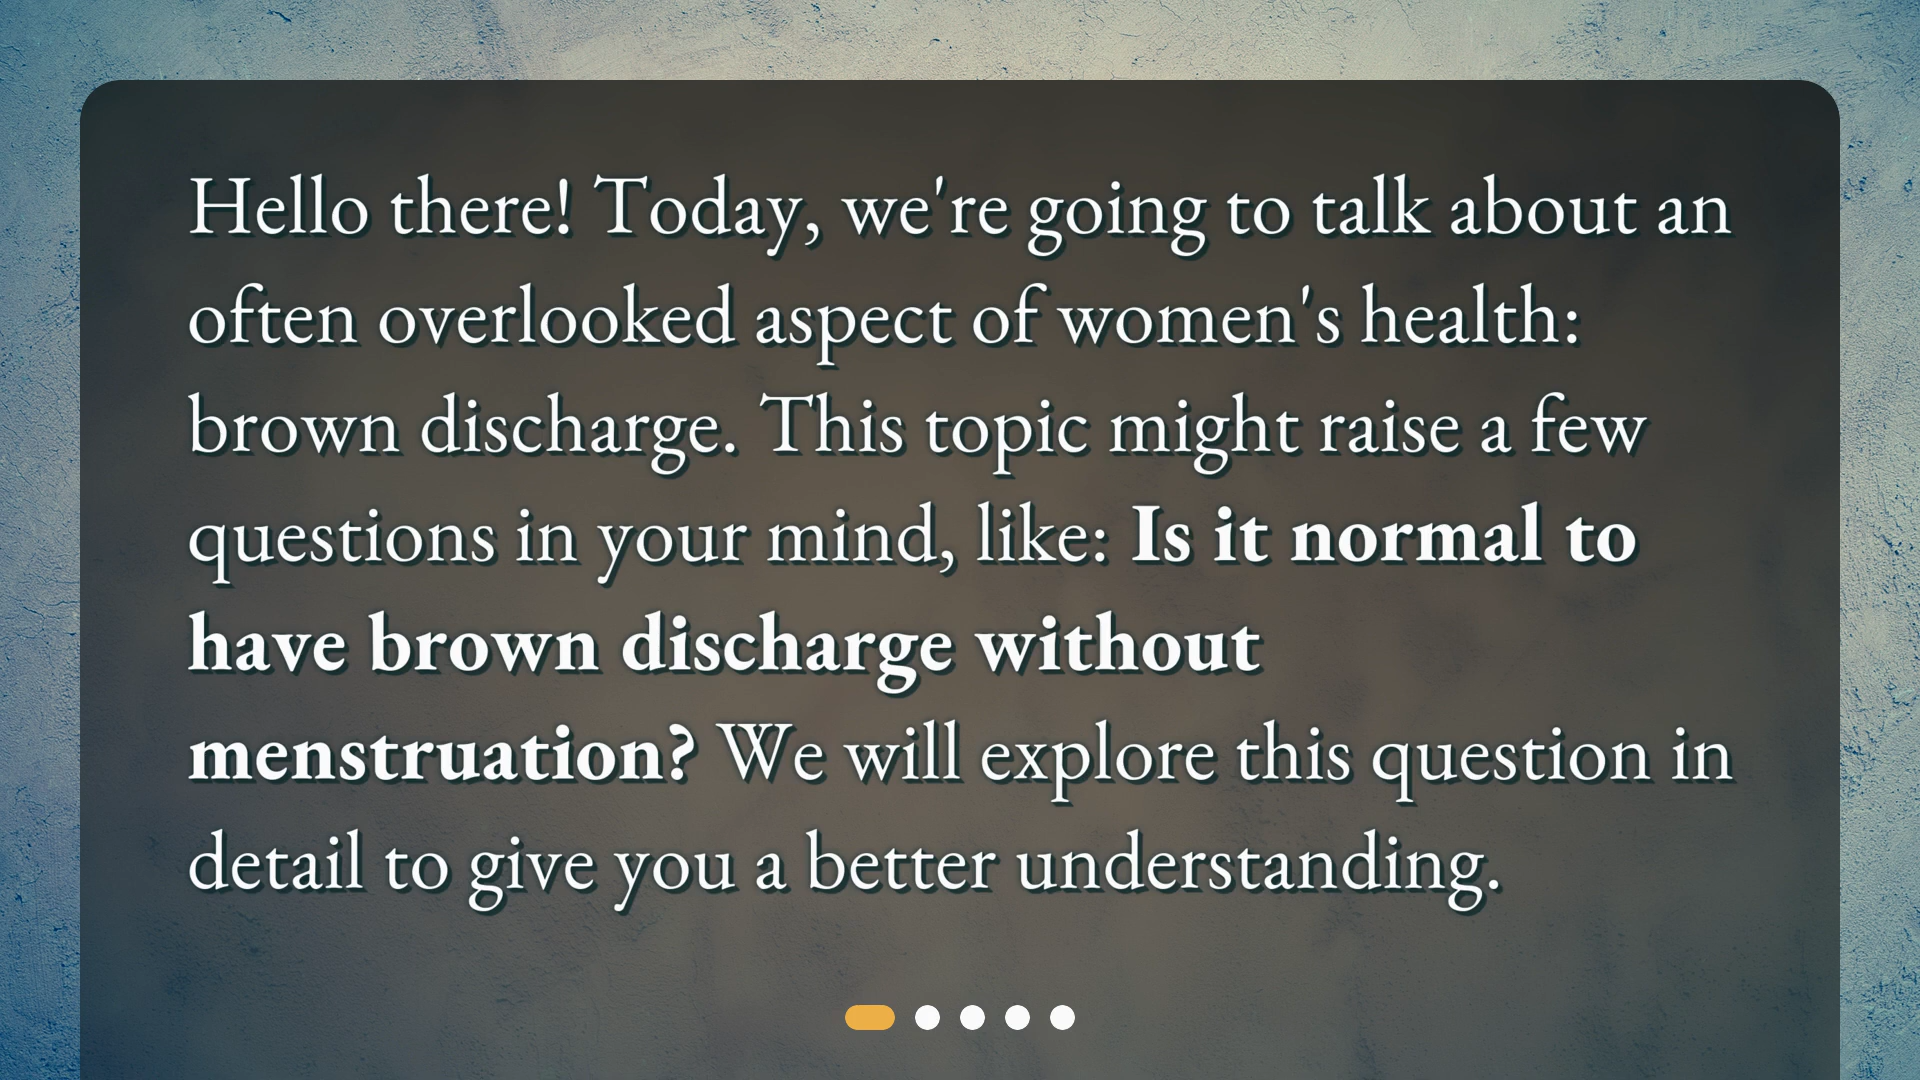 Hello there! Today, we're going to talk about an
often overlooked aspect of women's health:
brown discharge. This topic might raise a few
questions in your mind, like: Is it normal to
have brown discharge without
menstruation? We will explore this question in
detail to give you a better understanding.